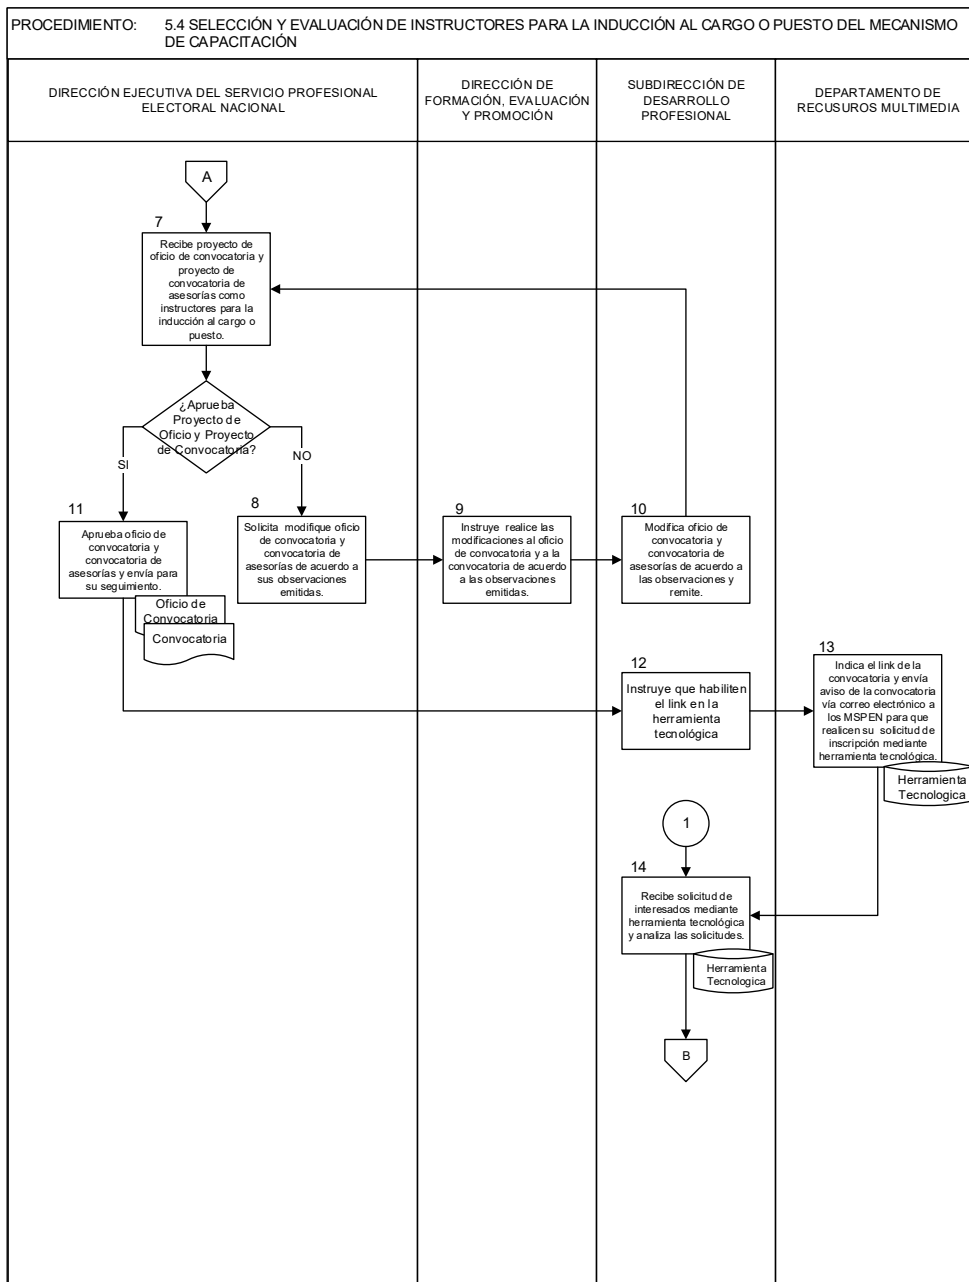 PROCEDIMIENTO: 5.4 SELECCIÓN Y EVALUACIÓN DE INSTRUCTORES PARA LA INDUCCIÓN AL CARGO O PUESTO DEL MECANISMO
DE CAPACITACIÓN
DIRECCIÓN EJECUTIVA DEL SERVICIO PROFESIONAL
ELECTORAL NACIONAL
DIRECCIÓN DE
FORMACIÓN, EVALUACIÓN
Y PROMOCIÓN
SUBDIRECCIÓN DE
DESARROLLO
PROFESIONAL
DEPARTAMENTO DE
RECUSUROS MULTIMEDIA
A
7
Recibe proyecto de
oficio de convocatoria y
proyecto de
convocatoria de
asesorías como
instructores para la
inducción al cargo o
puesto.
¿Aprueba
Proyecto de
Oficio y Proyecto
de Convocatoria?
SI
NO
11
Aprueba oficio de
convocatoria y
convocatoria de
asesorías y envía para
su seguimiento.
Oficio de
Convocatoria
Convocatoria
8
Solicita modifique oficio
de convocatoria y
convocatoria de
asesorías de acuerdo a
sus observaciones
emitidas.
9
Instruye realice las
modificaciones al oficio
de convocatoria y a la
convocatoria de acuerdo
a las observaciones
emitidas.
10
Modifica oficio de
convocatoria y
convocatoria de
asesorías de acuerdo a
las observaciones y
remite.
12
Instruye que habiliten
el link en la
herramienta
tecnológica
13
Indica el link de la
convocatoria y envía
aviso de la convocatoria
vía correo electrónico a
los MSPEN para que
realicen su solicitud de
inscripción mediante
herramienta tecnológica.
Herramienta
Tecnologica
1
14
Recibe solicitud de
interesados mediante
herramienta tecnológica
y analiza las solicitudes.
Herramienta
Tecnologica
B